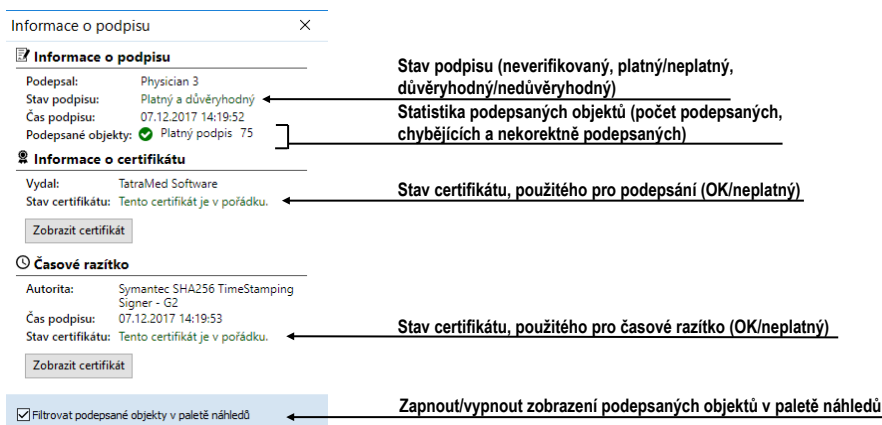 Informace o podpisu
Informace o podpisu
Podepsal: Physician 3
Stav podpisu: Platný a důvěryhodný
Čas podpisu: 07.12.2017 14:19:52
Podepsané objekty: Platný podpis 75
Informace o certifikátu
Vydal: TatraMed Software
Stav certifikátu: Tento certifikát je v pořádku.
Zobrazit certifikát
Časové razítko
Autorita: Symantec SHA256 TimeStamping
Signer - G2
Čas podpisu: 07.12.2017 14:19:53
Stav certifikátu: Tento certifikát je v pořádku.
Zobrazit certifikát
Filtrovat podepsané objekty v paletě náhledů
Stav podpisu (neverifikovaný, platný/neplatný,
důvěryhodný/nedůvěryhodný)
Statistika podepsaných objektů (počet podepsaných,
chybějících a nekorektně podepsaných)
Stav certifikátu, použitého pro podepsání (OK/neplatný)
Stav certifikátu, použitého pro časové razítko (OK/neplatný)
Zapnout/vypnout zobrazení podepsaných objektů v paletě náhledů